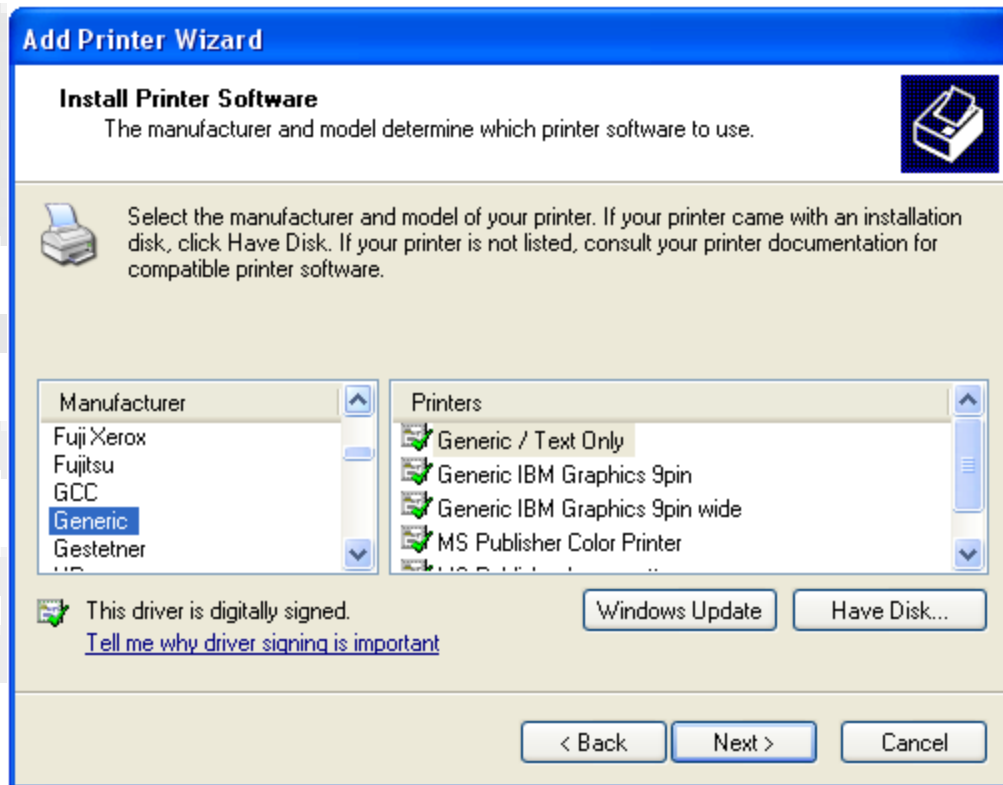 Add Printer Wizard
Install Printer Software
The manufacturer and model determine which printer software to use.
Select the manufacturer and model of your printer. If your printer came with an installation
disk, click Have Disk. If your printer is not listed, consult your printer documentation for
compatible printer software.
Manufacturer
Fuji Xerox
Fujitsu
GCC
Generic
Gestetner
Printers
Generic / Text Only
Generic IBM Graphics 9pin
Generic IBM Graphics 9pin wide
MS Publisher Color Printer
This driver is digitally signed.
Tell me why driver signing is important
Windows Update
Have Disk...
< Back
Next >
Cancel